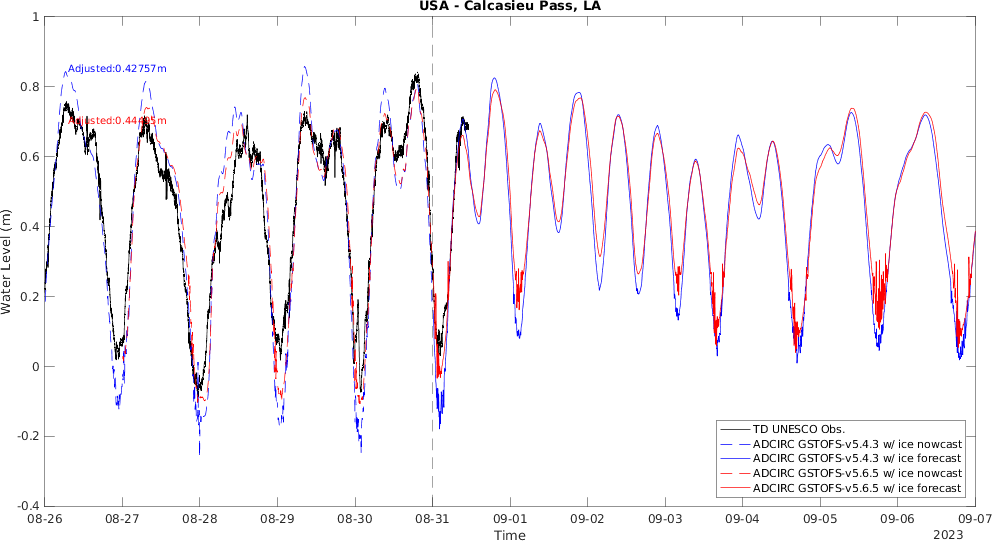 USA - Calcasieu Pass, LA
1
0.8
0.6
0.4
0.2
0
-0.2
-0.4
Water Level (m)
Adjusted:0.42757m
08-26
08-27
08-28
08-29
08-30
08-31
09-01
09-02
09-03
09-04
09-05
09-06
09-07
Time
2023
TD UNESCO Obs.
ADCIRC GSTOFS-v5.4.3 w/ ice nowcast
ADCIRC GSTOFS-v5.4.3 w/ ice forecast
ADCIRC GSTOFS-v5.6.5 w/ ice nowcast
ADCIRC GSTOFS-v5.6.5 w/ ice forecast